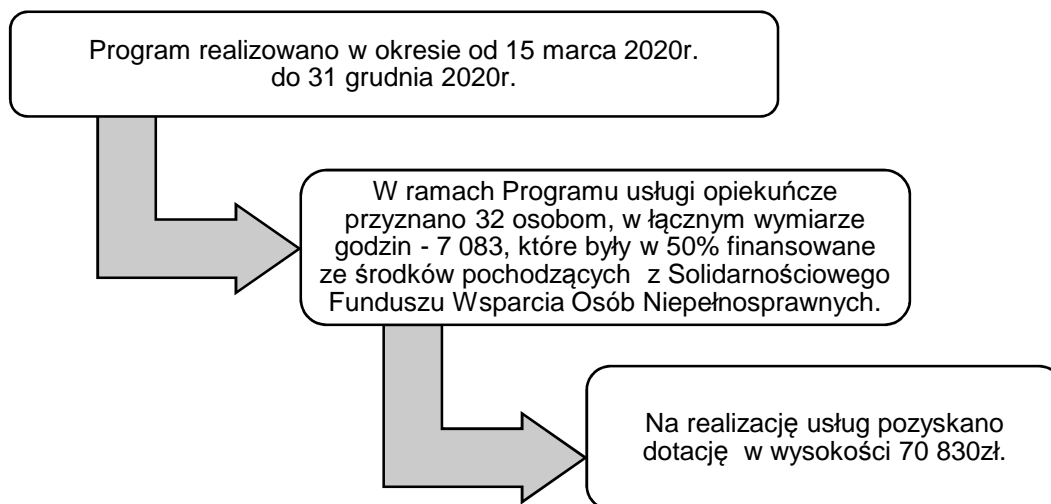 Program realizowano w okresie od 15 marca 2020r.
do 31 grudnia 2020r.
W ramach Programu usługi opiekuńcze
przyznano 32 osobom, w łącznym wymiarze
godzin - 7 083, które były w 50% finansowane
ze środków pochodzących z Solidarnościowego
Funduszu Wsparcia Osób Niepełnosprawnych.
Na realizację usług pozyskano
dotację w wysokości 70 830zł.